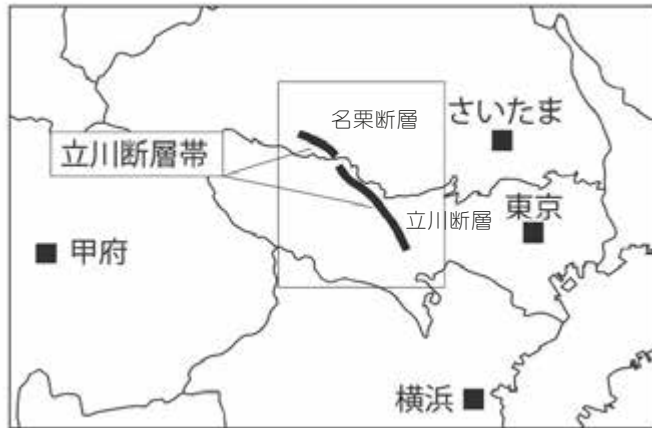 名栗断層
さいたま
立川断層帯
東京
立川断層
甲府
横浜